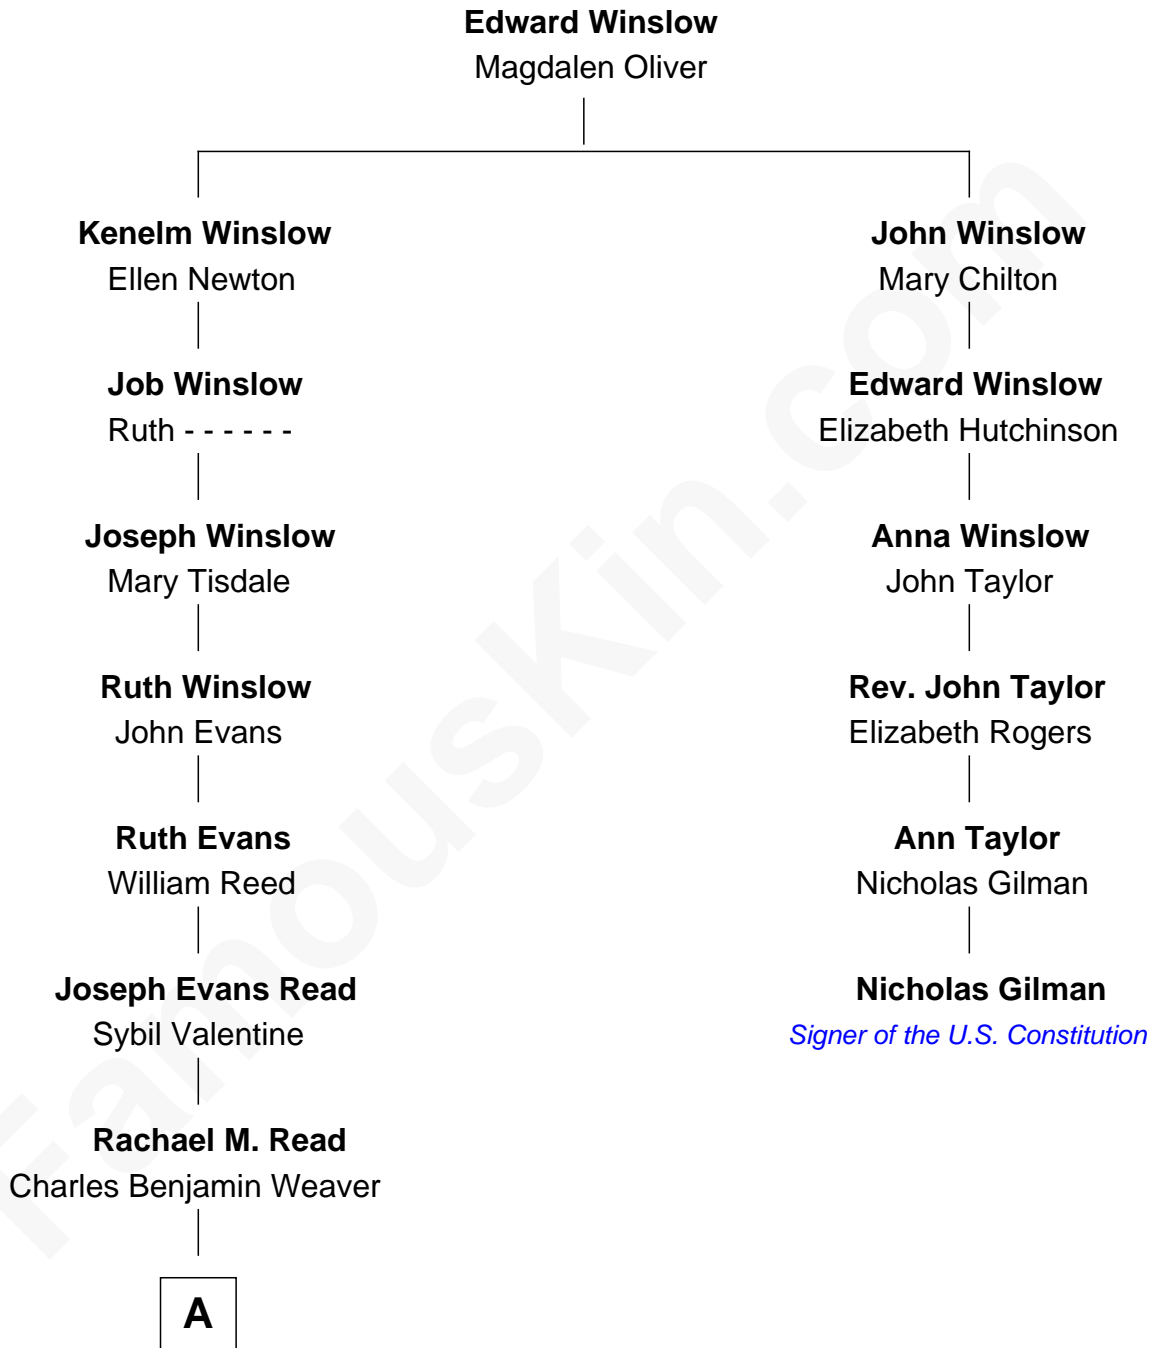 Edward Winslow
Magdalen Oliver
Kenelm Winslow
Ellen Newton
John Winslow
Mary Chilton
Job Winslow
Ruth - - - - - -
Edward Winslow
Elizabeth Hutchinson
Joseph Winslow
Mary Tisdale
Anna Winslow
John Taylor
Ruth Winslow
John Evans
Rev. John Taylor
Elizabeth Rogers
Ruth Evans
William Reed
Ann Taylor
Nicholas Gilman
Joseph Evans Read
Sybil Valentine
Nicholas Gilman
Signer of the U.S. Constitution
Rachael M. Read
Charles Benjamin Weaver
A
FamousKin.com